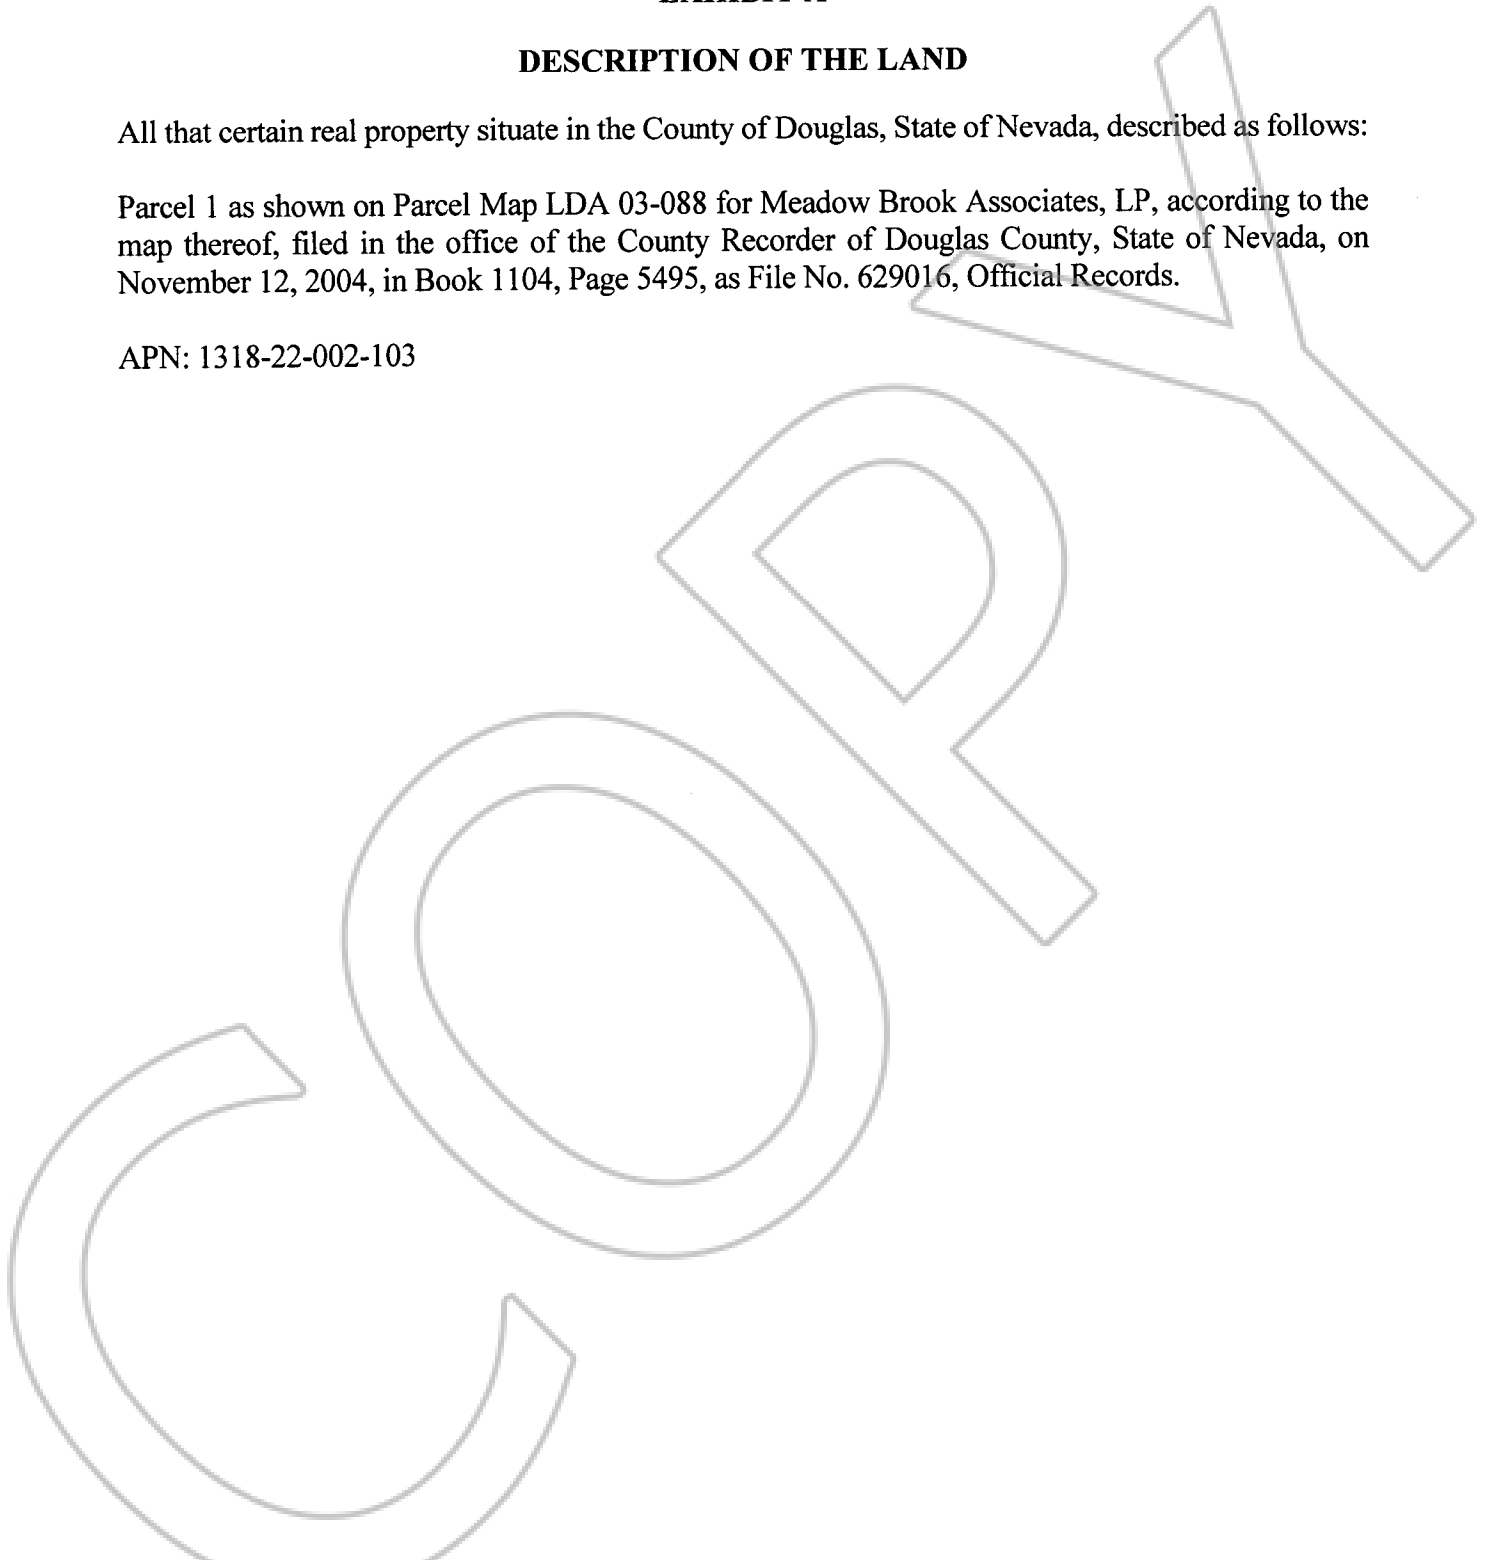 DESCRIPTION OF THE LAND
All that certain real property situate in the County of Douglas, State of Nevada, described as follows:
Parcel 1 as shown on Parcel Map LDA 03-088 for Meadow Brook Associates, LP, according to the
map thereof, filed in the office of the County Recorder of Douglas County, State of Nevada, on
November 12, 2004, in Book 1104, Page 5495, as File No. 629016, Official Records.
APN: 1318-22-002-103
COPY